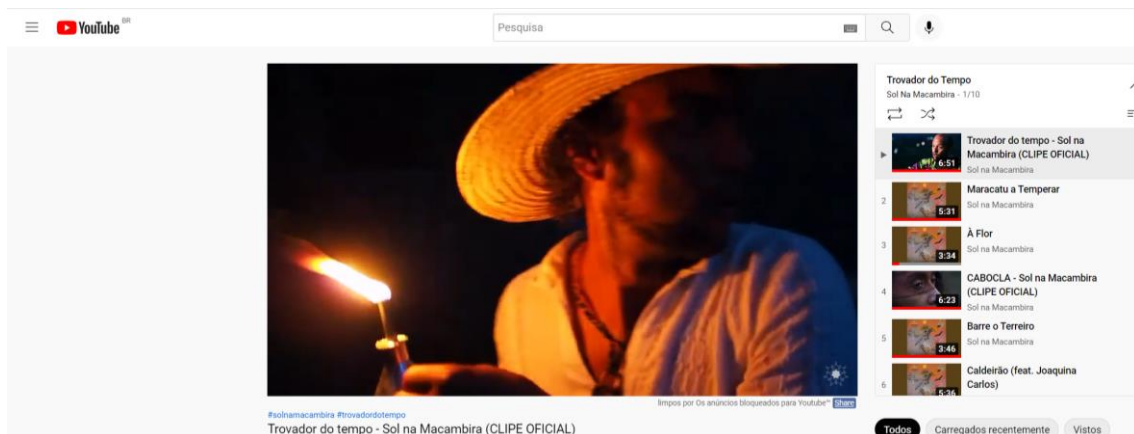 YouTube BR
Pesquisa
limpos por Os anúncios bloqueados para Youtube™ Share
#solnamacambira #trovadordotempo
Trovador do tempo - Sol na Macambira (CLIPE OFICIAL)
Trovador do Tempo
Sol Na Macambira - 1/10
Trovador do tempo - Sol na
Macambira (CLIPE OFICIAL)
6:51
Sol na Macambira
2
Maracatu a Temperar
5:31
Sol na Macambira
3
À Flor
3:34
Sol na Macambira
4
CABOCLA - Sol na Macambira
(CLIPE OFICIAL)
6:23
Sol na Macambira
5
Barre o Terreiro
3:46
Sol na Macambira
6
Caldeirão (feat. Joaquina
Carlos)
5:36
Todos Carregados recentemente Vistos